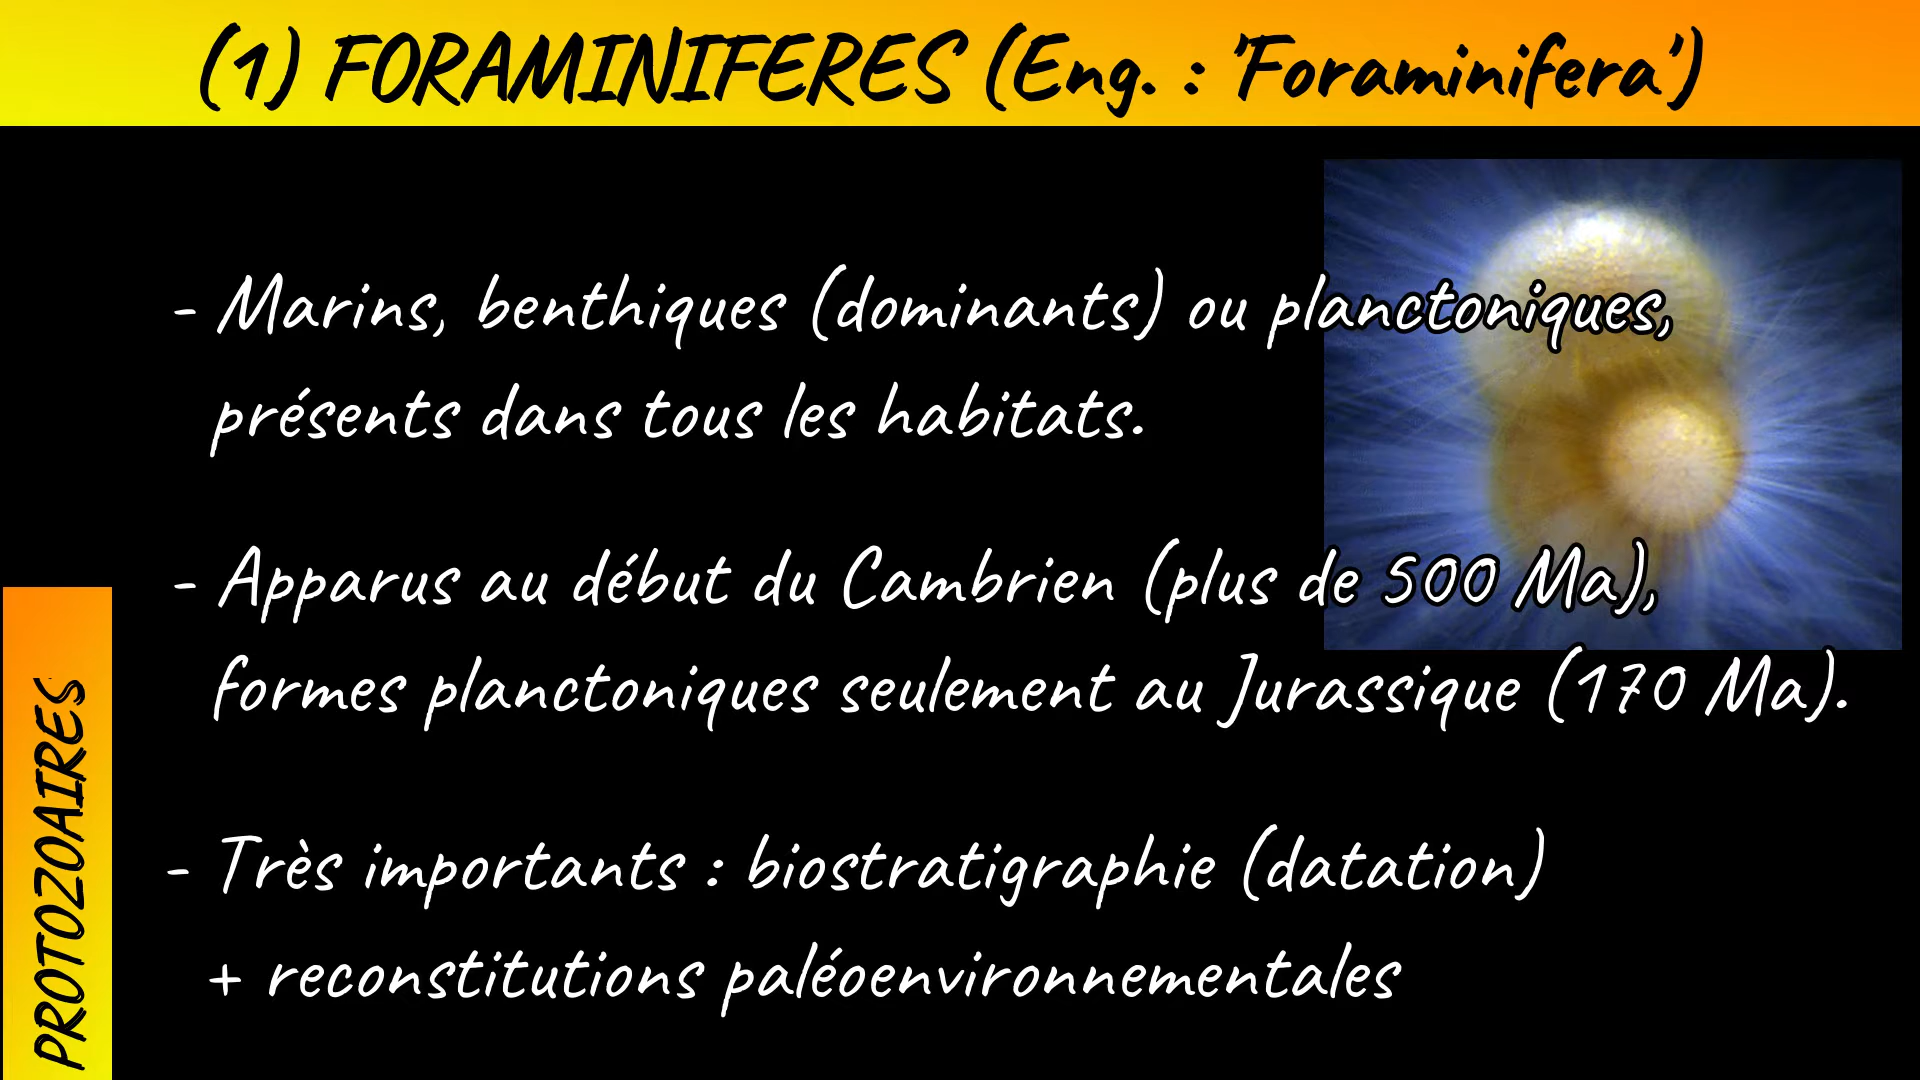 (1) FORAMINIFERES (Eng. : 'Foraminifera')
- Marins, benthiques (dominants) ou planctoniques,
présents dans tous les habitats.
- Apparus au début du Cambrien (plus de 500 Ma),
formes planctoniques seulement au Jurassique (170 Ma).
- Très importants : biostratigraphie (datation)
+ reconstitutions paléoenvironnementales
PROTOZOAIRES